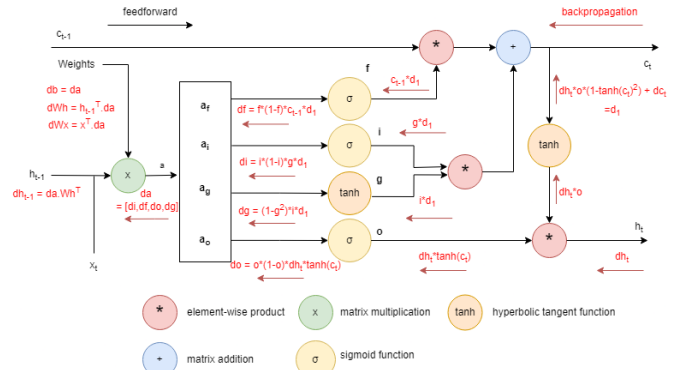 feedforward
backpropagation
c_{t-1}
*
+
c_t
Weights
f
c_{t-1}*d_1
db = da
dWh = h_{t-1}^T.da
dWx = x^T.da
a_f
df = f*(1-f)*c_{t-1}*d_1
σ
dh_t*o*(1-tanh(c_t)^2) + dc_t
=d_1
i
g*d_1
a_i
σ
tanh
di = i*(1-i)*g*d_1
h_{t-1}
x
a
*
g
dh_{t-1} = da.Wh^T
da
= [di,df,do,dg]
a_g
tanh
dh_t*o
dg = (1-g^2)*i*d_1
i*d_1
o
a_o
σ
*
h_t
x_t
do = o*(1-o)*dh_t*tanh(c_t)
dh_t*tanh(c_t)
dh_t
* element-wise product
x matrix multiplication
tanh hyperbolic tangent function
+ matrix addition
σ sigmoid function